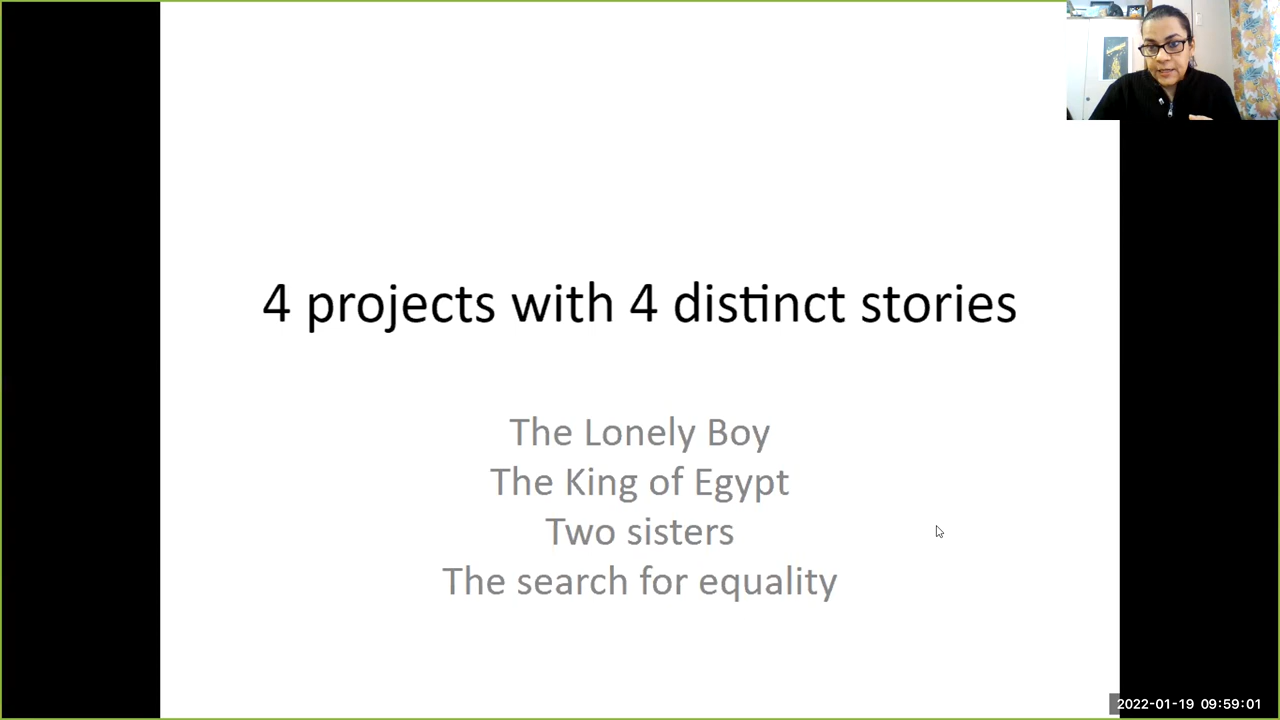 4 projects with 4 distinct stories
The Lonely Boy
The King of Egypt
Two sisters
The search for equality
2022-01-19 09:59:01